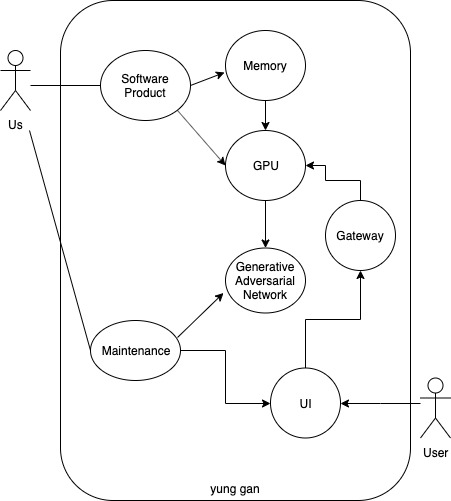 Us
Software
Product
Memory
GPU
Gateway
Generative
Adversarial
Network
Maintenance
UI
User
yung gan